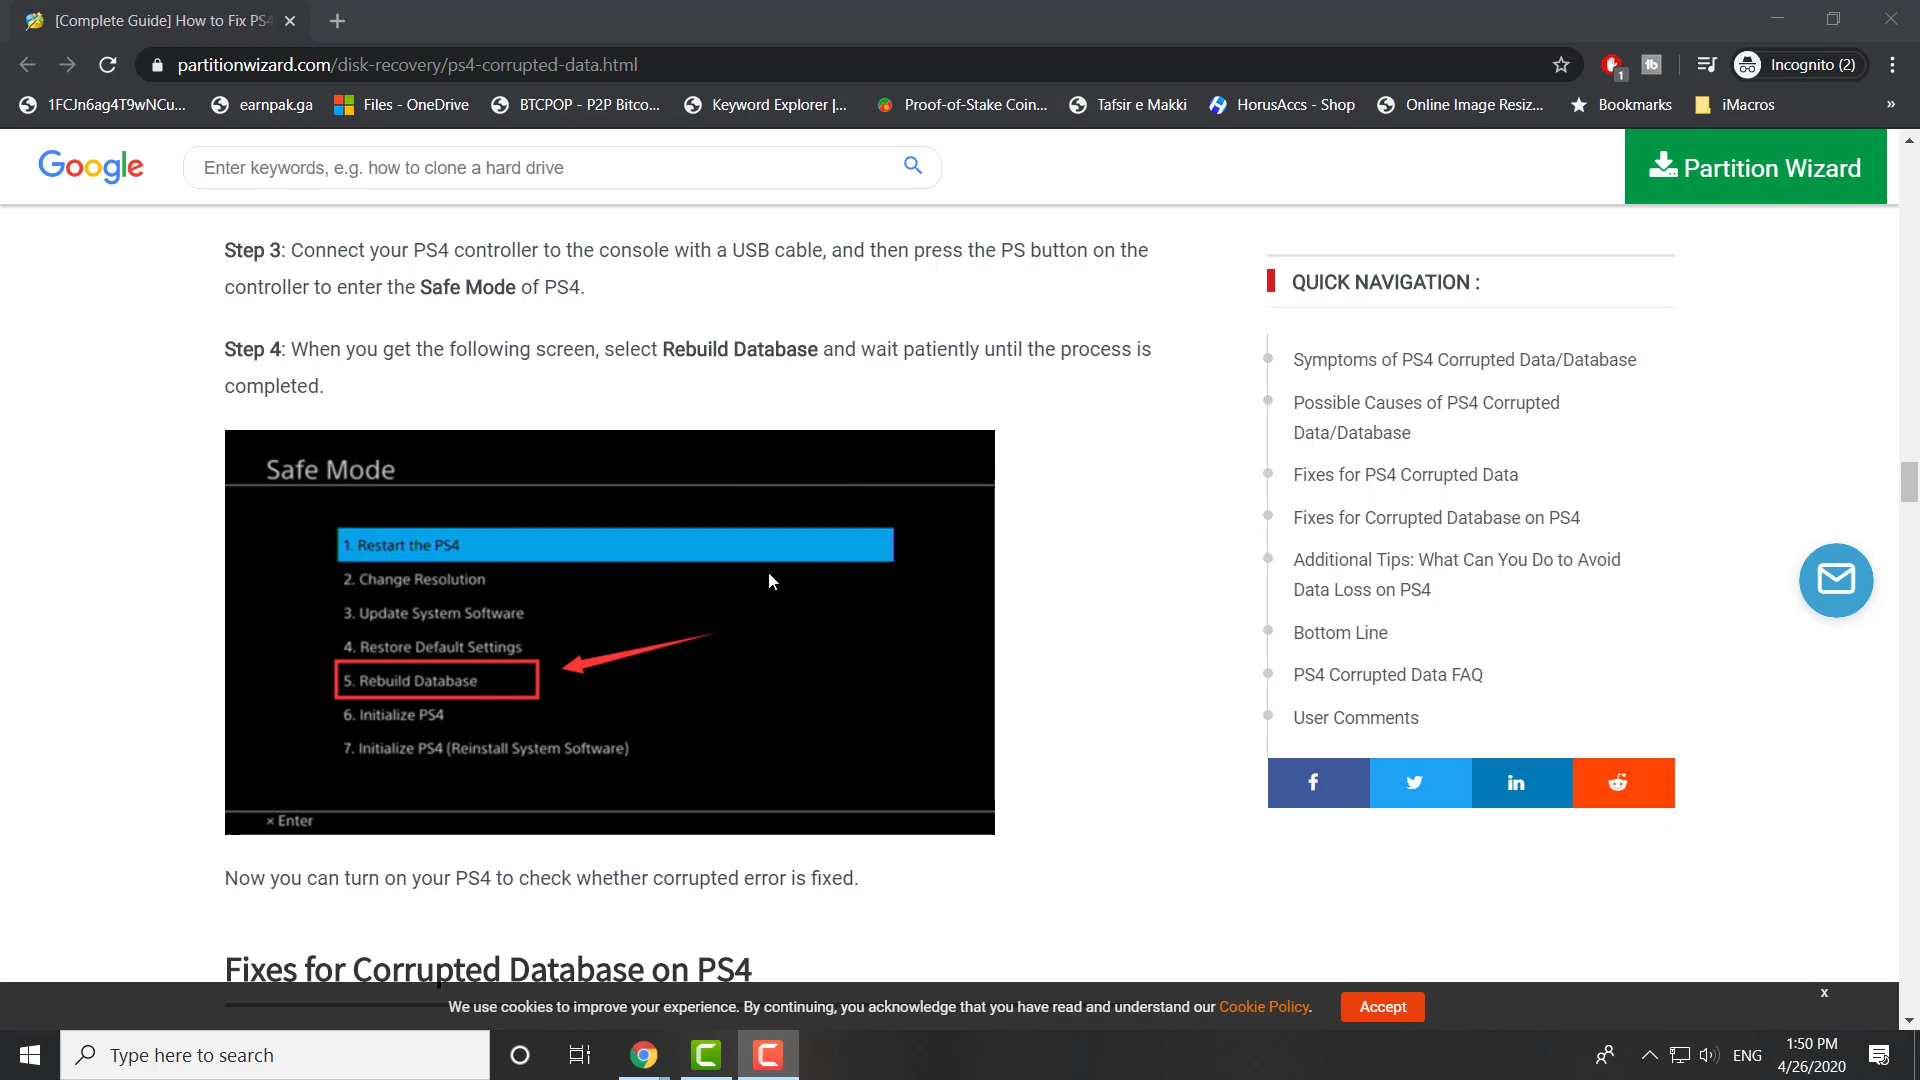 [Complete Guide] How to Fix PS4
partitionwizard.com/disk-recovery/ps4-corrupted-data.html
1
Incognito (2)
1FCJn6ag4T9wNCu...
earnpak.ga
Files - OneDrive
BTCPOP - P2P Bitco...
Keyword Explorer |...
Proof-of-Stake Coin...
Tafsir e Makki
HorusAccs - Shop
Online Image Resiz...
Bookmarks
iMacros
»
Google
Enter keywords, e.g. how to clone a hard drive
Partition Wizard
Step 3: Connect your PS4 controller to the console with a USB cable, and then press the PS button on the
controller to enter the Safe Mode of PS4.
Step 4: When you get the following screen, select Rebuild Database and wait patiently until the process is
completed.
Safe Mode
1. Restart the PS4
2. Change Resolution
3. Update System Software
4. Restore Default Settings
5. Rebuild Database
6. Initialize PS4
7. Initialize PS4 (Reinstall System Software)
× Enter
Now you can turn on your PS4 to check whether corrupted error is fixed.
Fixes for Corrupted Database on PS4
QUICK NAVIGATION :
Symptoms of PS4 Corrupted Data/Database
Possible Causes of PS4 Corrupted
Data/Database
Fixes for PS4 Corrupted Data
Fixes for Corrupted Database on PS4
Additional Tips: What Can You Do to Avoid
Data Loss on PS4
Bottom Line
PS4 Corrupted Data FAQ
User Comments
We use cookies to improve your experience. By continuing, you acknowledge that you have read and understand our Cookie Policy.
Accept
x
Type here to search
ENG
1:50 PM
4/26/2020